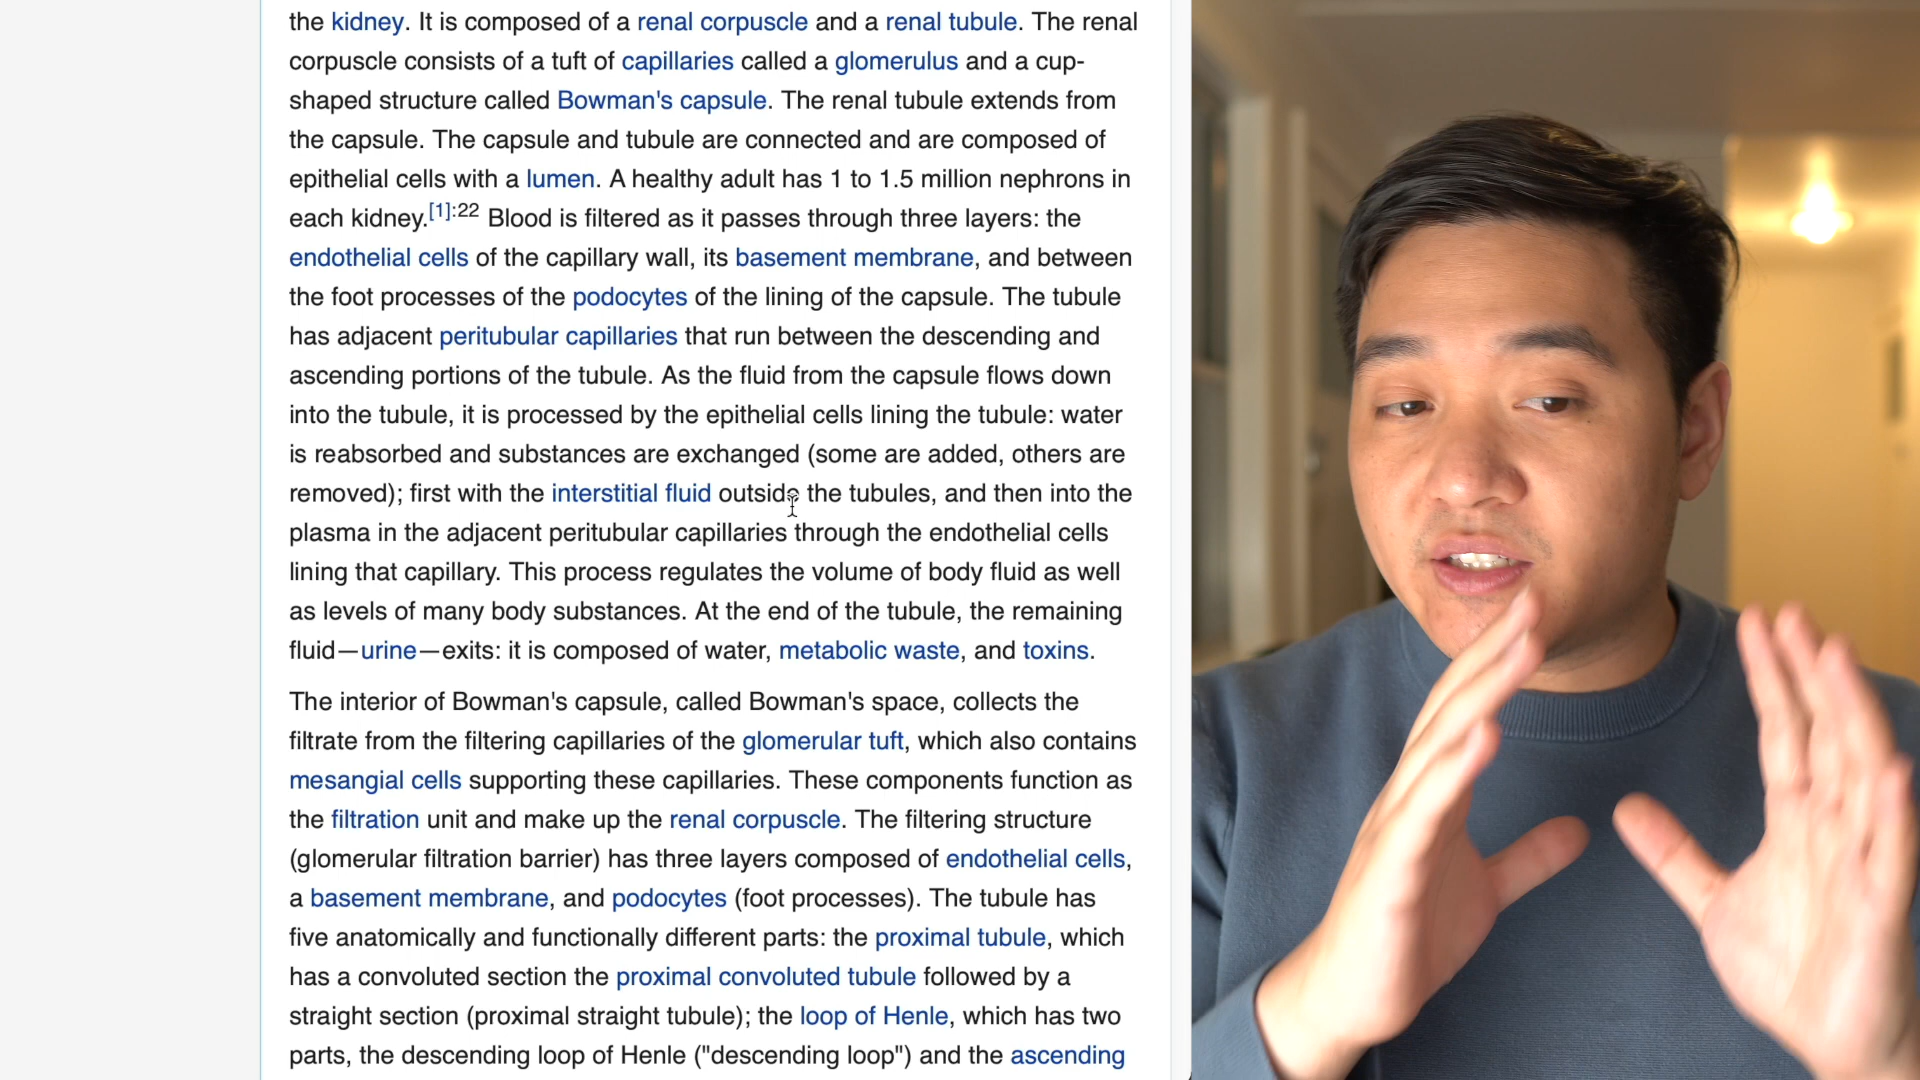 the kidney. It is composed of a renal corpuscle and a renal tubule. The renal
corpuscle consists of a tuft of capillaries called a glomerulus and a cup-
shaped structure called Bowman's capsule. The renal tubule extends from
the capsule. The capsule and tubule are connected and are composed of
epithelial cells with a lumen. A healthy adult has 1 to 1.5 million nephrons in
each kidney.[1]:22 Blood is filtered as it passes through three layers: the
endothelial cells of the capillary wall, its basement membrane, and between
the foot processes of the podocytes of the lining of the capsule. The tubule
has adjacent peritubular capillaries that run between the descending and
ascending portions of the tubule. As the fluid from the capsule flows down
into the tubule, it is processed by the epithelial cells lining the tubule: water
is reabsorbed and substances are exchanged (some are added, others are
removed); first with the interstitial fluid outside the tubules, and then into the
plasma in the adjacent peritubular capillaries through the endothelial cells
lining that capillary. This process regulates the volume of body fluid as well
as levels of many body substances. At the end of the tubule, the remaining
fluid—urine—exits: it is composed of water, metabolic waste, and toxins.
The interior of Bowman's capsule, called Bowman's space, collects the
filtrate from the filtering capillaries of the glomerular tuft, which also contains
mesangial cells supporting these capillaries. These components function as
the filtration unit and make up the renal corpuscle. The filtering structure
(glomerular filtration barrier) has three layers composed of endothelial cells,
a basement membrane, and podocytes (foot processes). The tubule has
five anatomically and functionally different parts: the proximal tubule, which
has a convoluted section the proximal convoluted tubule followed by a
straight section (proximal straight tubule); the loop of Henle, which has two
parts, the descending loop of Henle ("descending loop") and the ascending